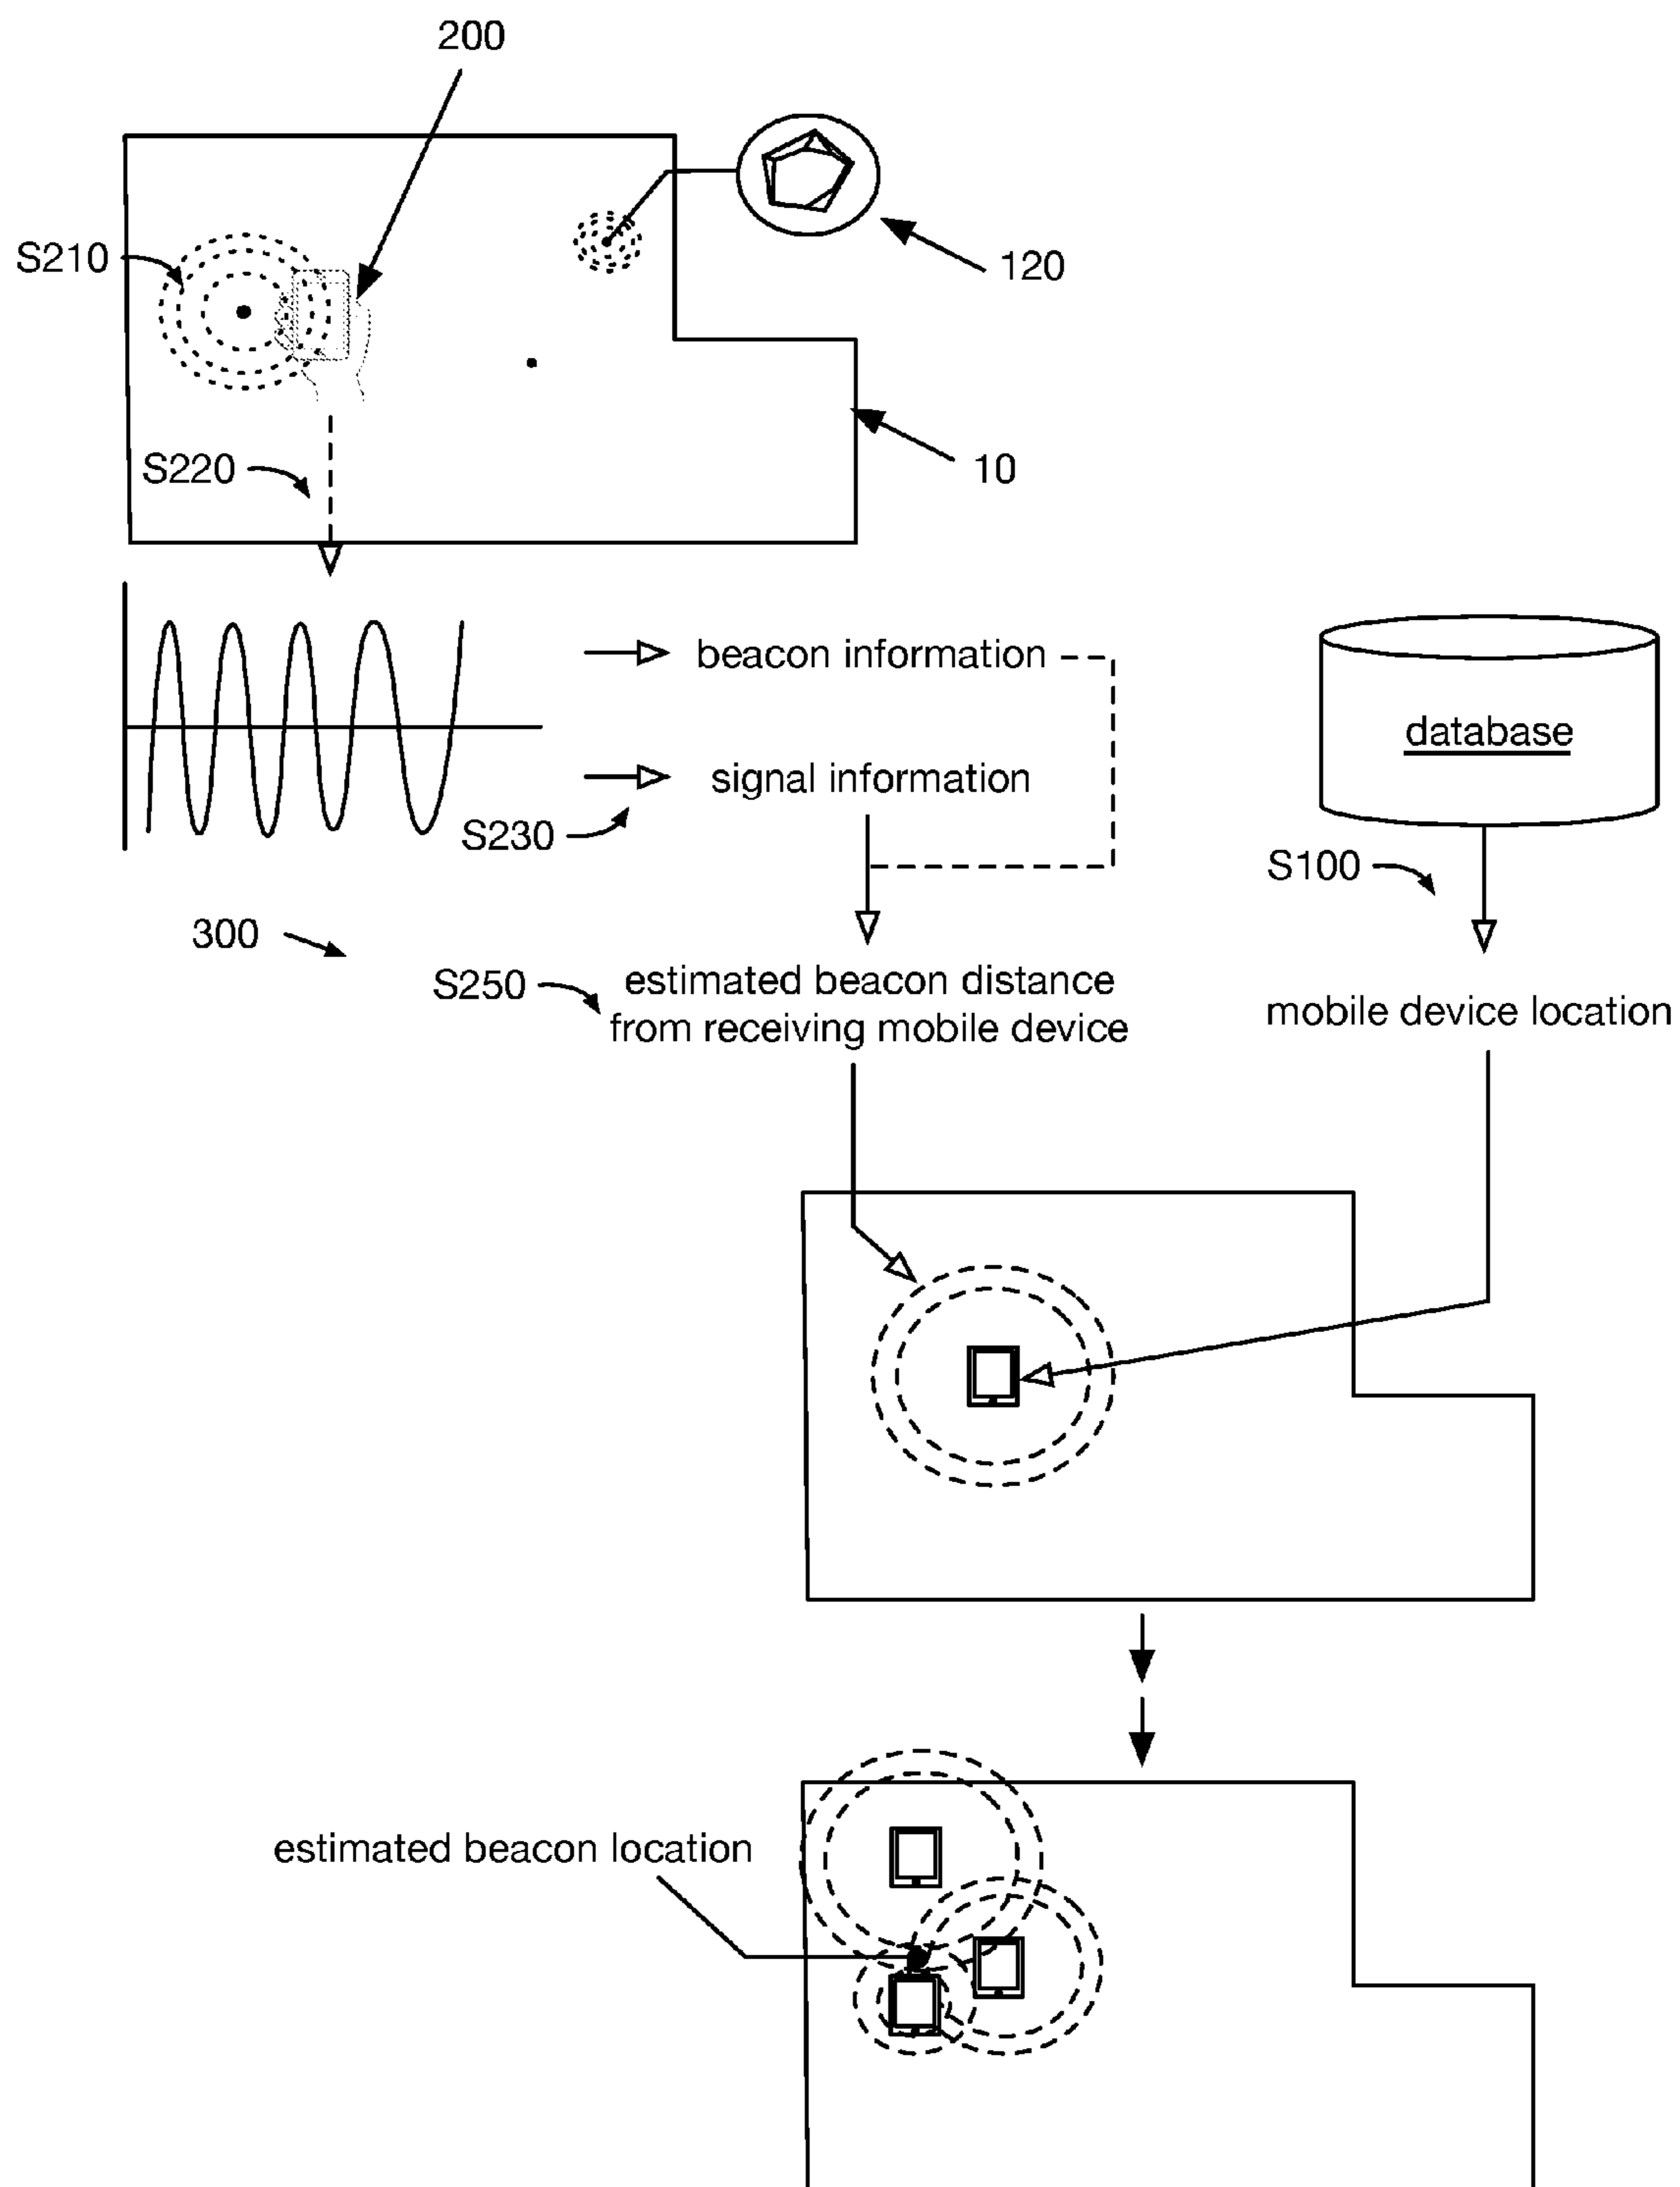 200
S210
120
S220
10
beacon information
database
signal information
S230
S100
300
S250
estimated beacon distance
from receiving mobile device
mobile device location
estimated beacon location